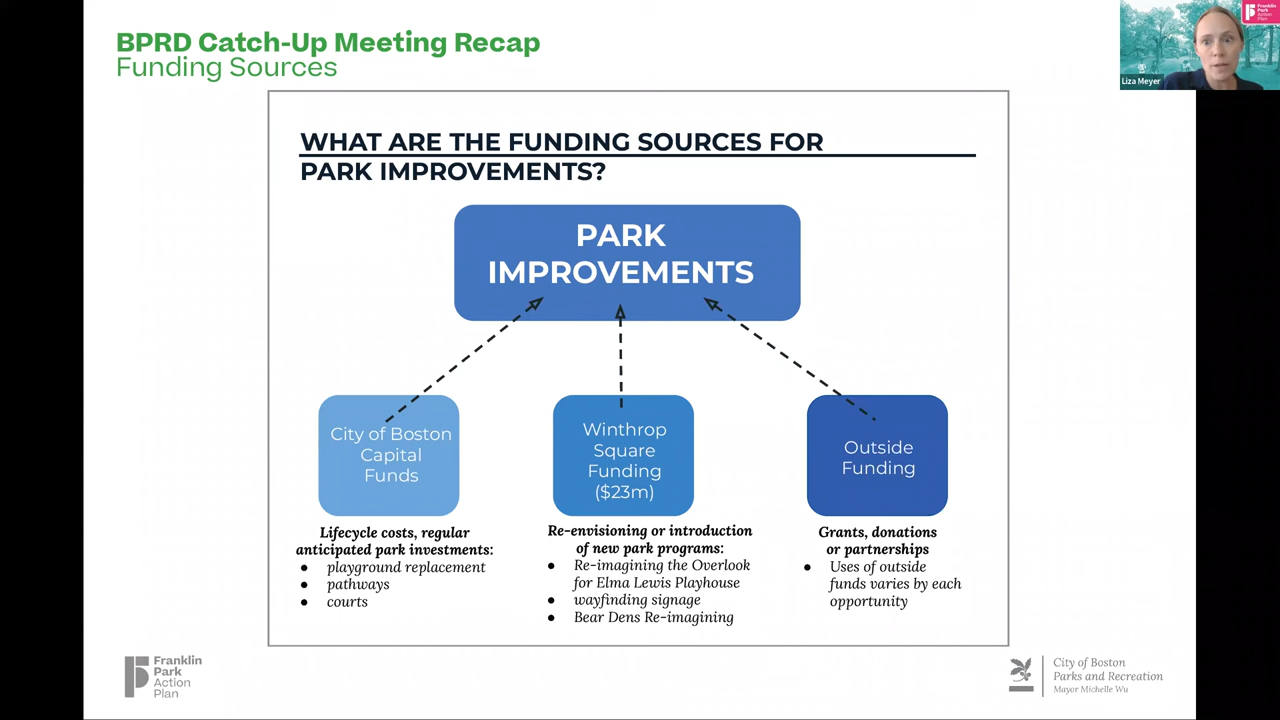 BPRD Catch-Up Meeting Recap
Funding Sources
Franklin
Park
Action
Plan
Liza Meyer
WHAT ARE THE FUNDING SOURCES FOR
PARK IMPROVEMENTS?
PARK
IMPROVEMENTS
City of Boston
Capital
Funds
Winthrop
Square
Funding
($23m)
Outside
Funding
Lifecycle costs, regular
anticipated park investments:
● playground replacement
● pathways
● courts
Re-envisioning or introduction
of new park programs:
● Re-imagining the Overlook
for Elma Lewis Playhouse
● wayfinding signage
● Bear Dens Re-imagining
Grants, donations
or partnerships
● Uses of outside
funds varies by each
opportunity
Franklin
Park
Action
Plan
City of Boston
Parks and Recreation
Mayor Michelle Wu